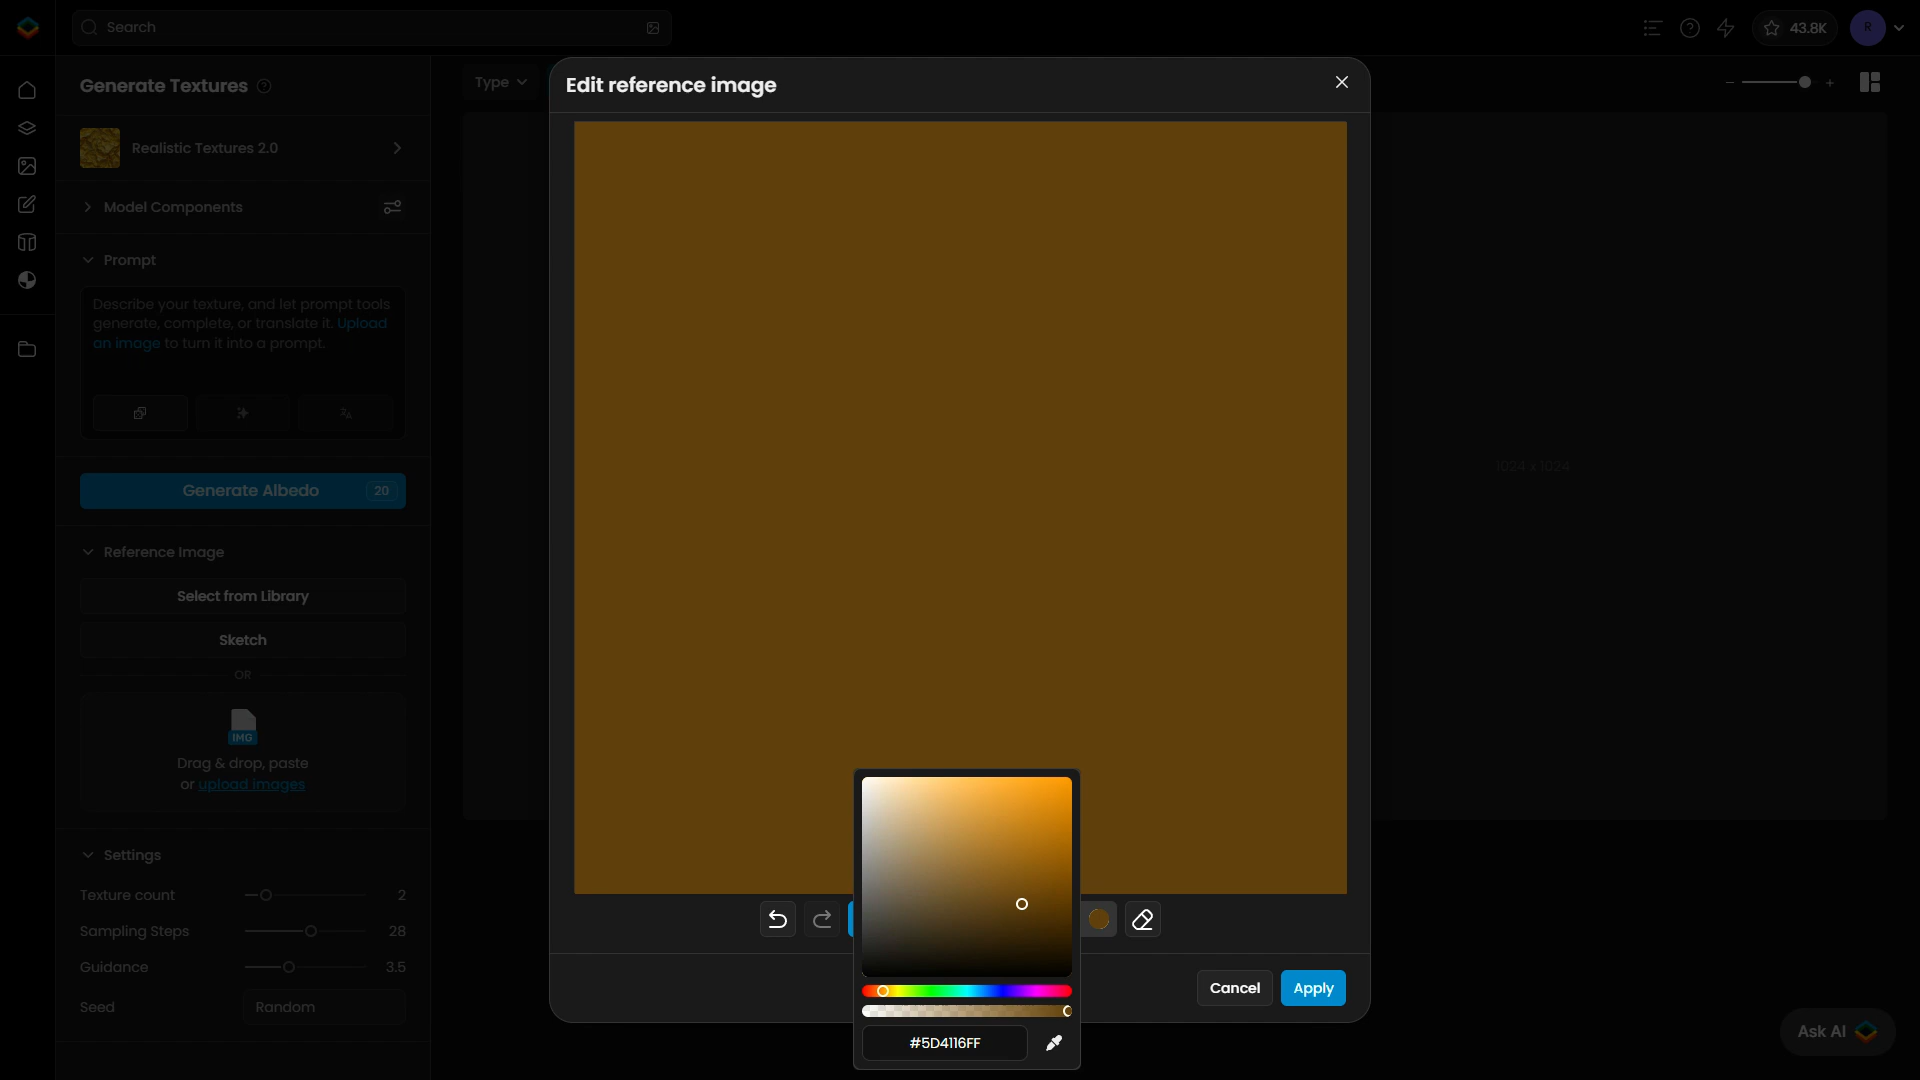 Search
43.8K
R
Generate Textures
Type
Edit reference image
Realistic Textures 2.0
Model Components
Prompt
Describe your texture, and let prompt tools
generate, complete, or translate it. Upload
an image to turn it into a prompt.
1024 x 1024
Generate Albedo 20
Reference Image
Select from Library
Sketch
OR
IMG
Drag & drop, paste
or upload images
Settings
Texture count 2
Sampling Steps 28
Guidance 3.5
Seed Random
Cancel
Apply
#5D4116FF
Ask AI